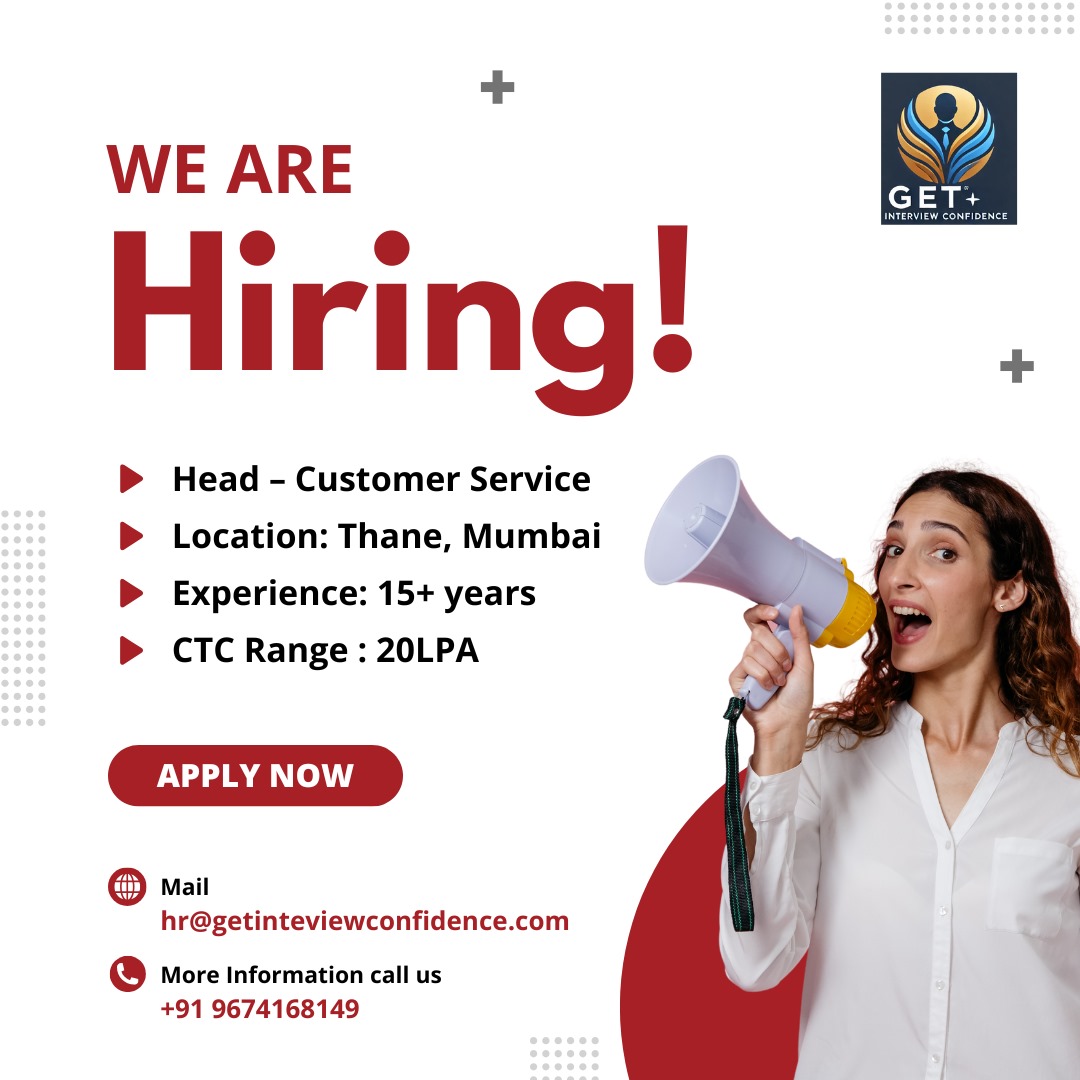 WE ARE
Hiring!
GET
INTERVIEW CONFIDENCE
Head – Customer Service
Location: Thane, Mumbai
Experience: 15+ years
CTC Range : 20LPA
APPLY NOW
Mail
hr@getinteviewconfidence.com
More Information call us
+91 9674168149